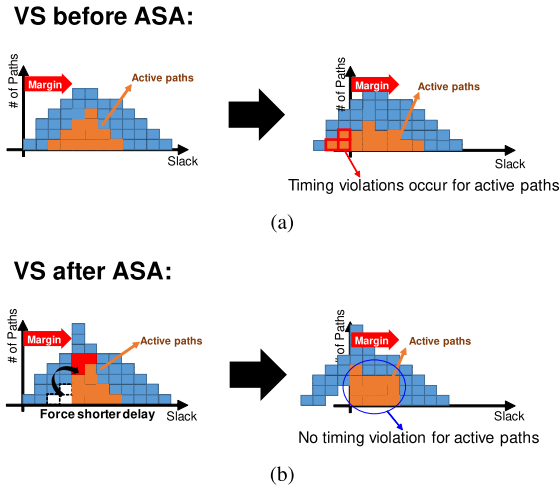 VS before ASA:
# of Paths
Margin
Active paths
Slack
# of Paths
Margin
Active paths
Slack
Timing violations occur for active paths
(a)
VS after ASA:
# of Paths
Margin
Active paths
Force shorter delay
Slack
# of Paths
Margin
Active paths
Slack
No timing violation for active paths
(b)